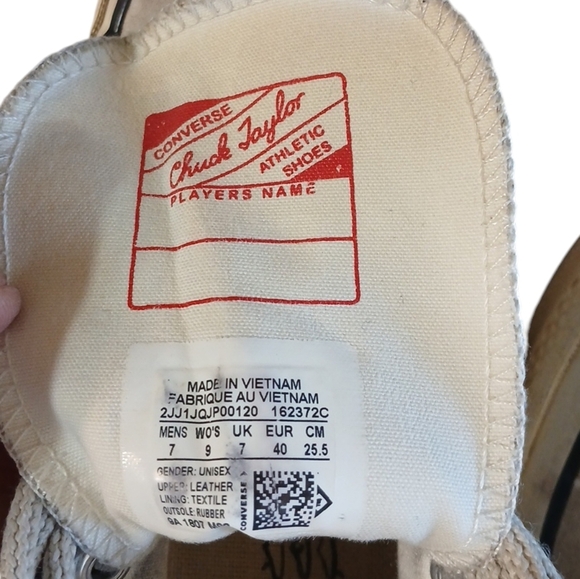 CONVERSE
Chuck Taylor
ATHLETIC
SHOES
PLAYERS NAME
MADE IN VIETNAM
FABRIQUE AU VIETNAM
2JJ1JQJP00120 162372C
MENS WO'S UK EUR CM
7 9 7 40 25.5
GENDER: UNISEX
UPPER: LEATHER
LINING: TEXTILE
OUTSOLE: RUBBER
1807
CONVERSE